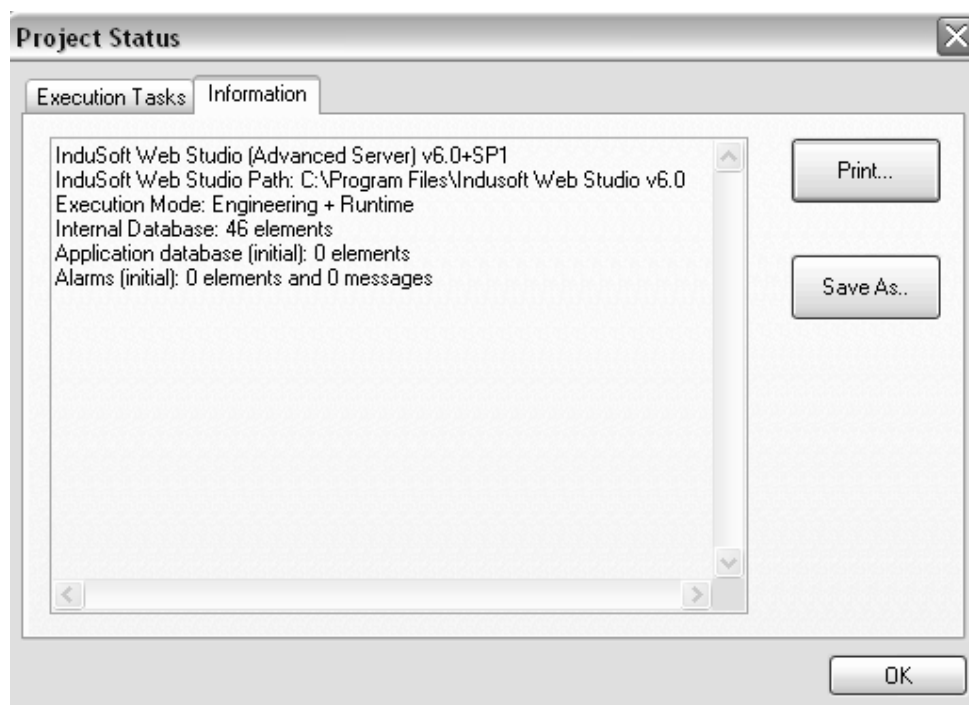 Project Status
Execution Tasks Information
InduSoft Web Studio (Advanced Server) v6.0+SP1
InduSoft Web Studio Path: C:\Program Files\Indusoft Web Studio v6.0
Execution Mode: Engineering + Runtime
Internal Database: 46 elements
Application database (initial): 0 elements
Alarms (initial): 0 elements and 0 messages
Print...
Save As..
OK